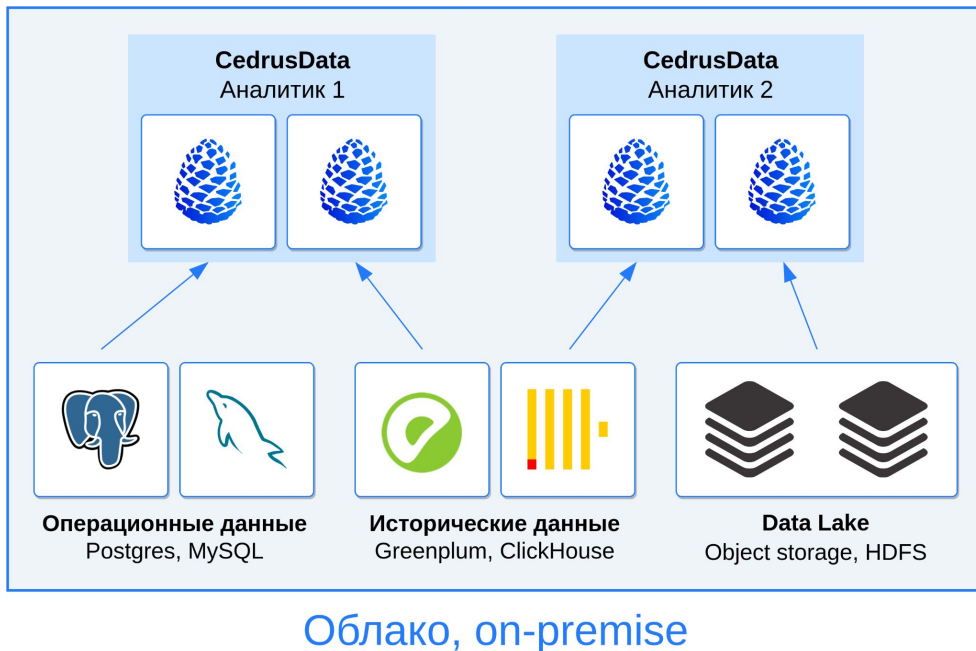 CedrusData
Аналитик 1
CedrusData
Аналитик 2
Операционные данные
Postgres, MySQL
Исторические данные
Greenplum, ClickHouse
Data Lake
Object storage, HDFS
Облако, on-premise